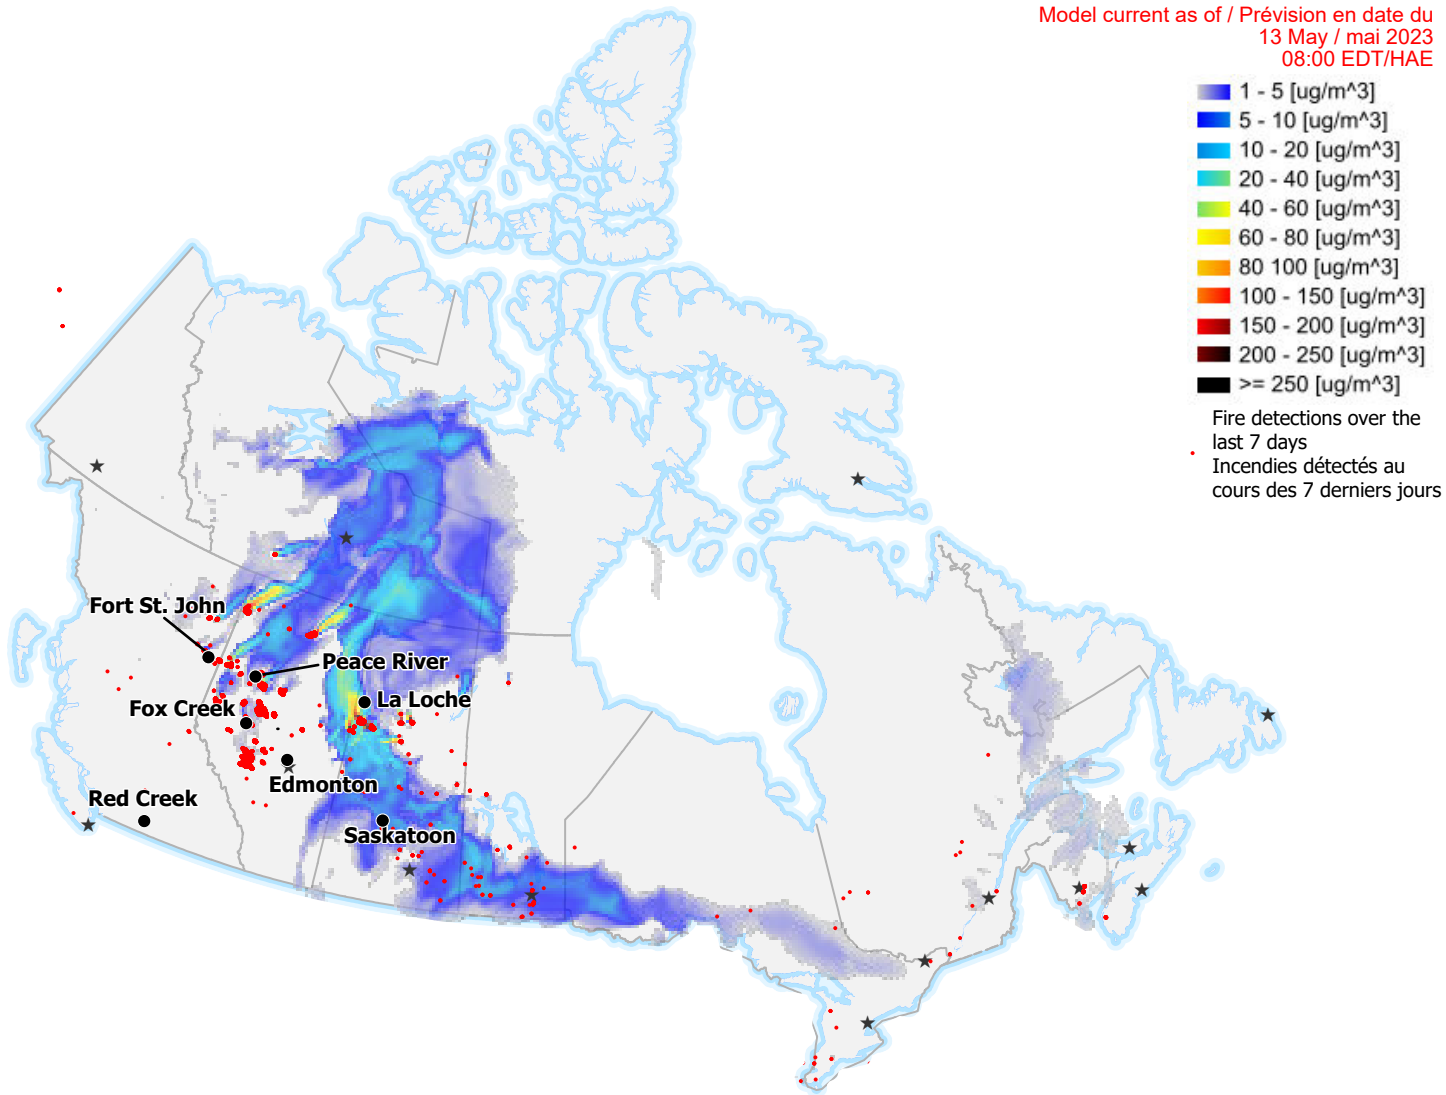 Model current as of / Prévision en date du
13 May / mai 2023
08:00 EDT/HAE
1 - 5 [ug/m^3]
5 - 10 [ug/m^3]
10 - 20 [ug/m^3]
20 - 40 [ug/m^3]
40 - 60 [ug/m^3]
60 - 80 [ug/m^3]
80 100 [ug/m^3]
100 - 150 [ug/m^3]
150 - 200 [ug/m^3]
200 - 250 [ug/m^3]
>= 250 [ug/m^3]
Fire detections over the
last 7 days
Incendies détectés au
cours des 7 derniers jours
Fort St. John
Peace River
La Loche
Fox Creek
Edmonton
Red Creek
Saskatoon